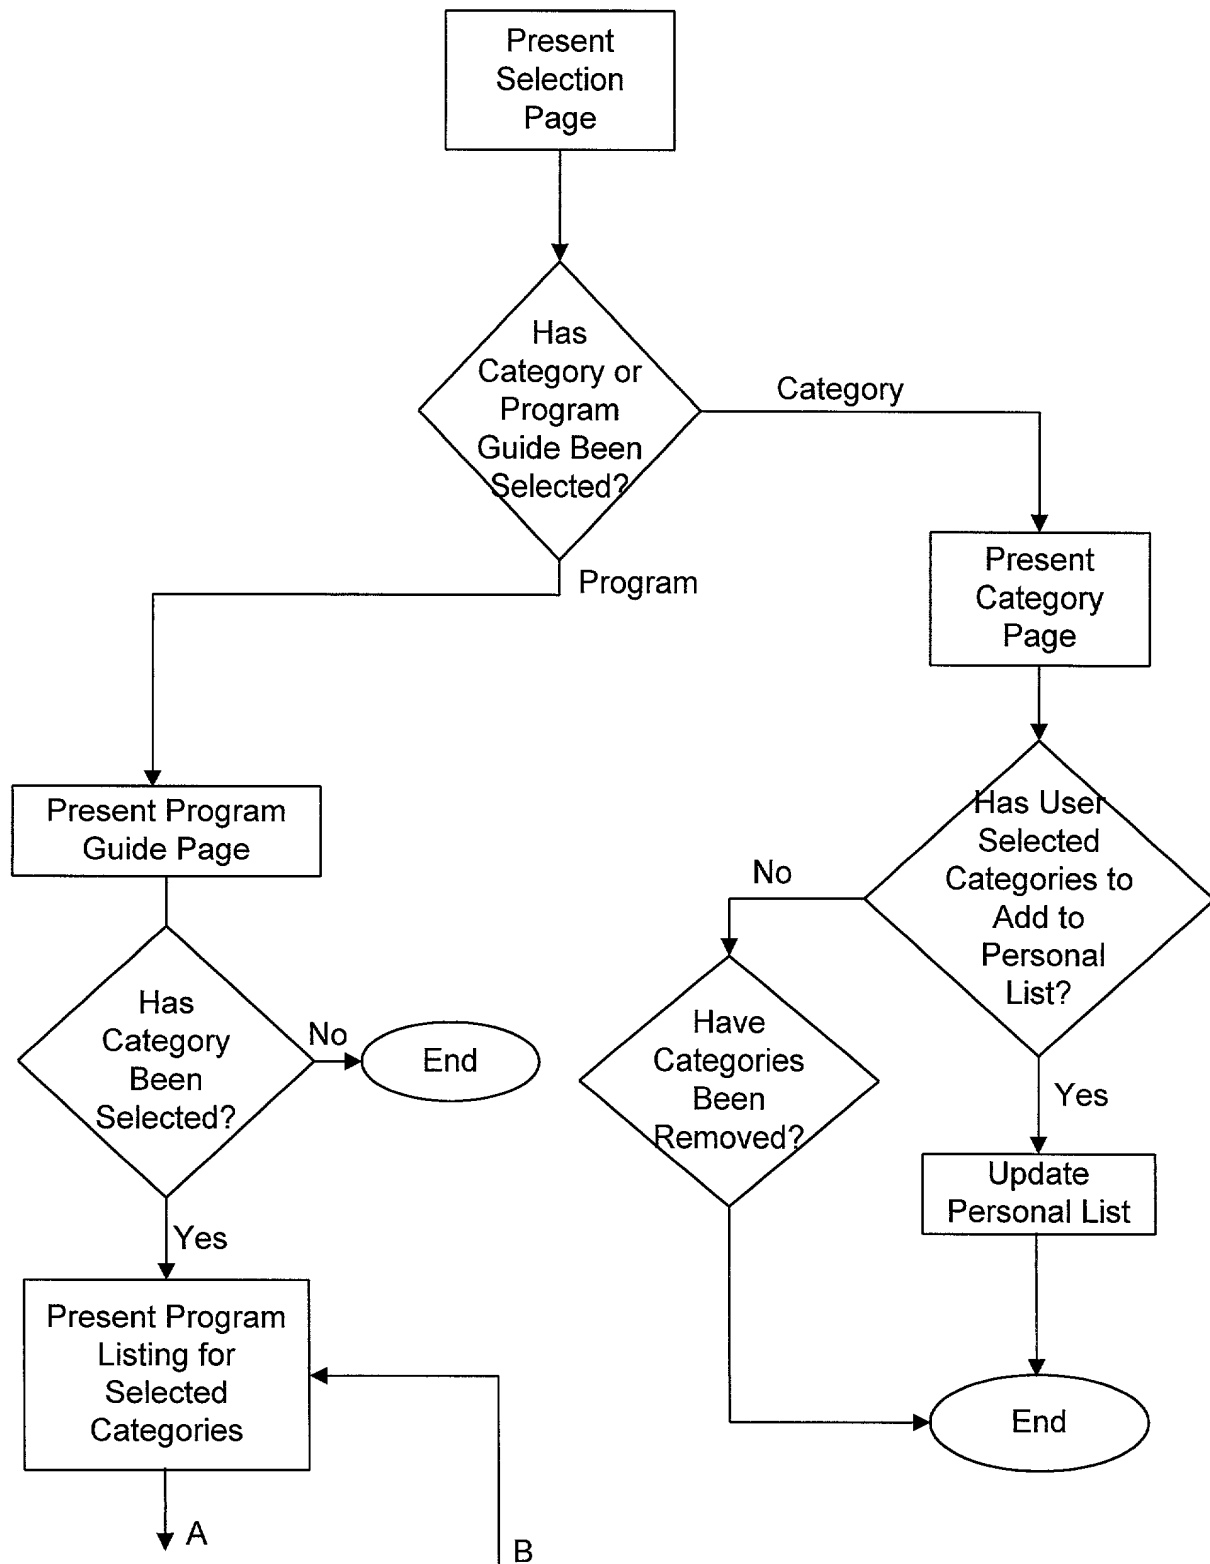 Present
Selection
Page
Has
Category or
Program
Guide Been
Selected?
Category
Program
Present
Category
Page
Present Program
Guide Page
Has User
Selected
Categories to
Add to
Personal
List?
No
Has
Category
Been
Selected?
No
End
Have
Categories
Been
Removed?
Yes
Update
Personal List
Yes
Present Program
Listing for
Selected
Categories
End
A
B